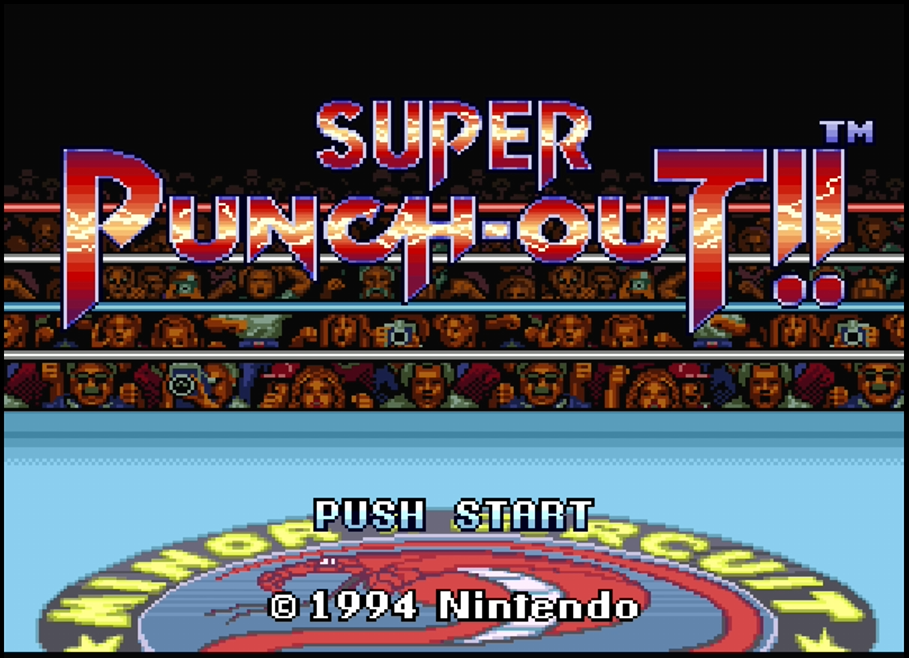 SUPER
PUNCH-OUT!!™
PUSH START
MINOR CIRCUIT
©1994 Nintendo